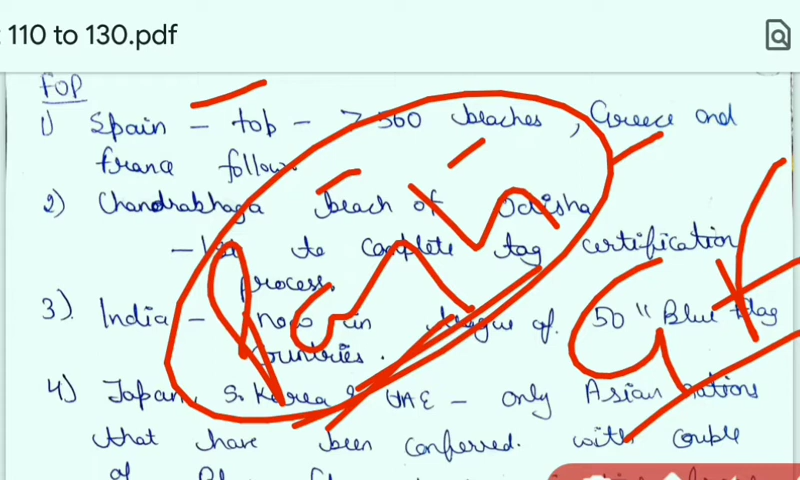 110 to 130.pdf
FOP
1) Spain - top - > 560 beaches, Greece and
france follow
2) Chandrabhaga beach of Odisha
- to complete tag certification
process.
3) India - now in league of 50 " Blue Flag
countries.
4) Japan, S. Korea & UAE - only Asian nations
that have been conferred with couple
of
GK